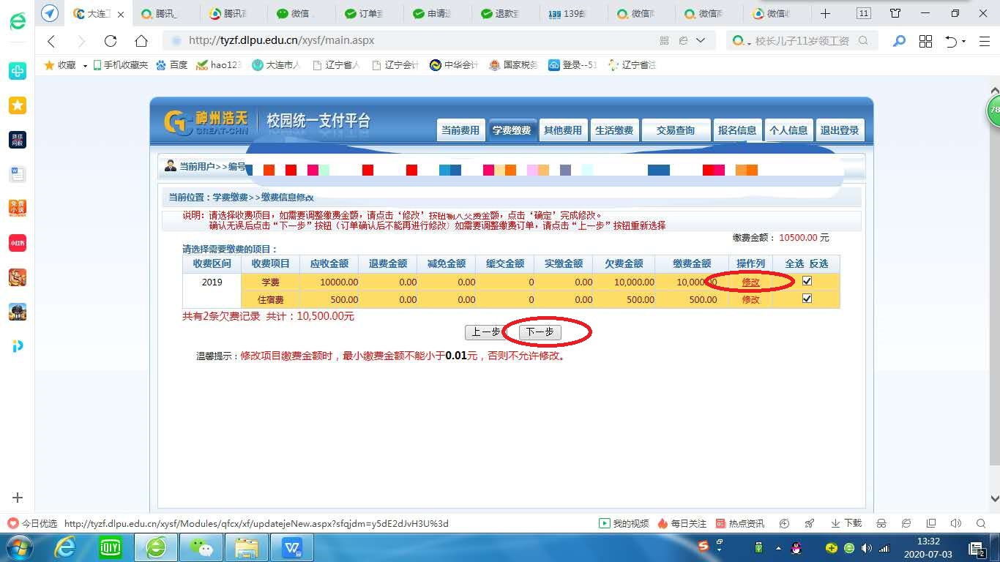 大连工
腾讯_
腾讯
微信
订单
申请
退款
139邮
微信
微信
微信
11
http://tyzf.dlpu.edu.cn/xysf/main.aspx
校长儿子11岁领工资
收藏
手机收藏夹
百度
hao123
大连市人
辽宁省人
辽宁会计
中华会计
国家税务
登录--51
辽宁省注
78
神州浩天
GREAT-CHN
校园统一支付平台
当前费用
学费缴费
其他费用
生活缴费
交易查询
报名信息
个人信息
退出登录
当前用户>>编号
当前位置：学费缴费>>缴费信息修改
说明：请选择收费项目，如需要调整缴费金额，请点击‘修改’按钮输入交费金额，点击‘确定’完成修改。
确认无误后点击“下一步”按钮（订单确认后不能再进行修改）如需要调整缴费订单，请点击“上一步”按钮重新选择
缴费金额： 10500.00 元
请选择需要缴费的项目：
收费区间 收费项目 应收金额 退费金额 减免金额 缓交金额 实缴金额 欠费金额 缴费金额 操作列 全选 反选
2019 学费 10000.00 0.00 0.00 0 0.00 10,000.00 10,000.00 修改
住宿费 500.00 0.00 0.00 0 0.00 500.00 500.00 修改
共有2条欠费记录 共计：10,500.00元
上一步 下一步
温馨提示：修改项目缴费金额时，最小缴费金额不能小于0.01元，否则不允许修改。
今日优选 http://tyzf.dlpu.edu.cn/xysf/Modules/qfcx/xf/updatejeNew.aspx?sfqjdm=y5dE2dJvH3U%3d
我的视频
每日关注
热点资讯
下载
免费
小说
小红书
iQIYI
13:32
2020-07-03
2